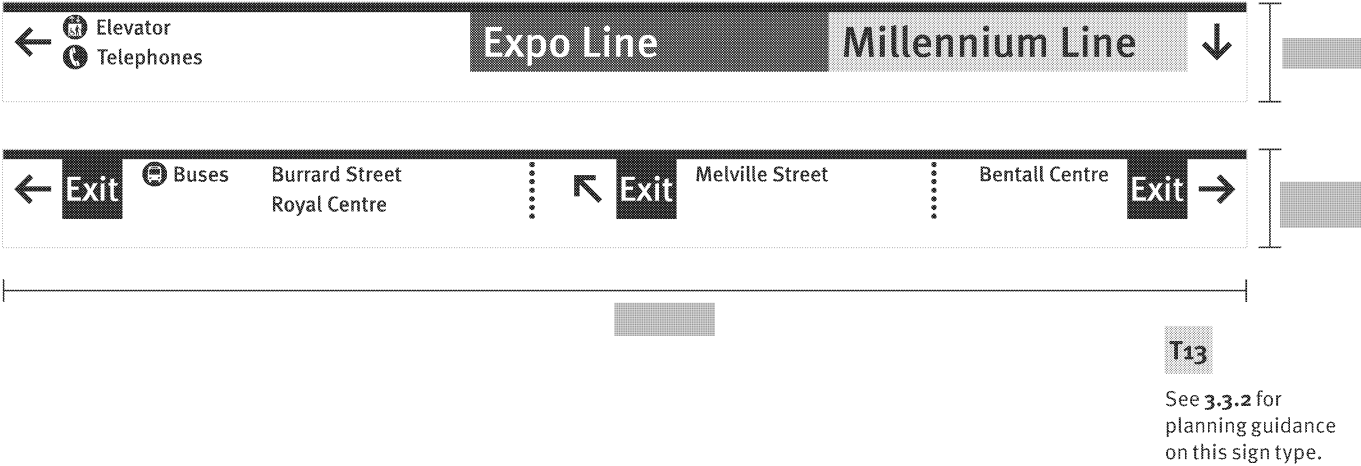 Elevator
Telephones
Expo Line
Millennium Line
Exit
Buses
Burrard Street
Royal Centre
Exit
Melville Street
Bentall Centre
Exit
T13
See 3.3.2 for
planning guidance
on this sign type.